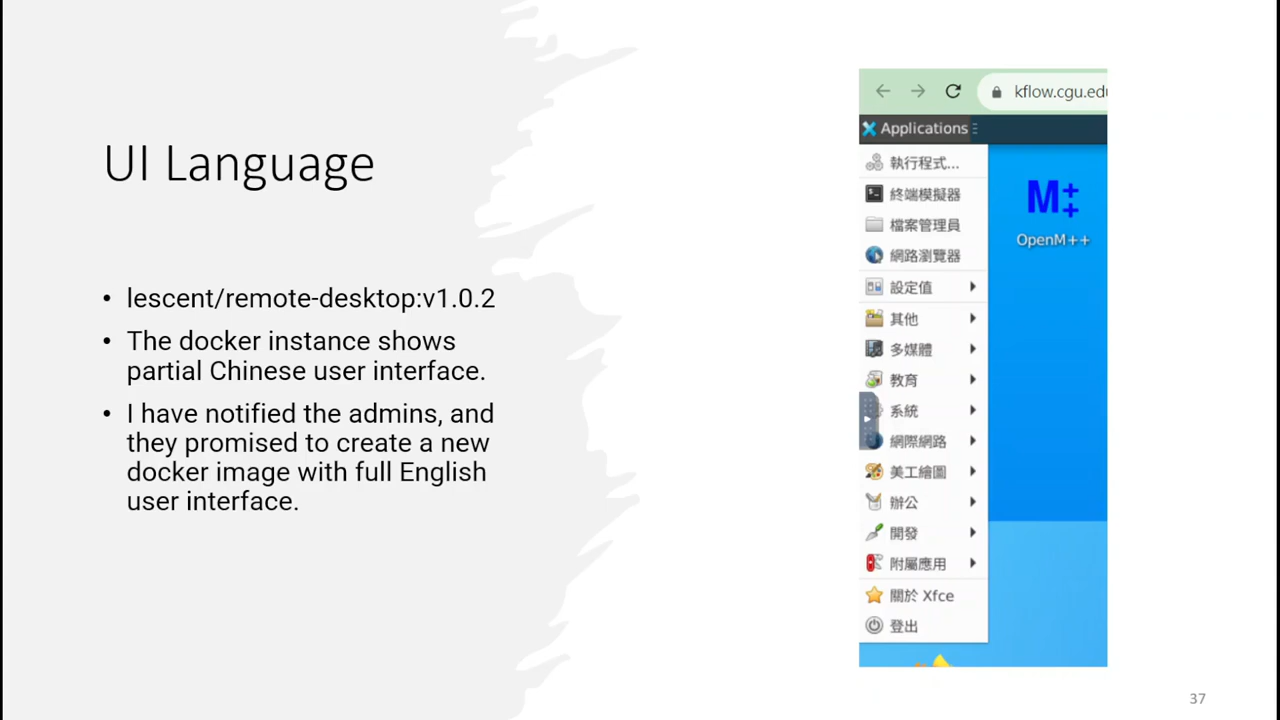 UI Language
• lescent/remote-desktop:v1.0.2
• The docker instance shows
partial Chinese user interface.
• I have notified the admins, and
they promised to create a new
docker image with full English
user interface.
kflow.cgu.edu
Applications
執行程式...
終端模擬器
檔案管理員
網路瀏覽器
設定值
其他
多媒體
教育
系統
網際網路
美工繪圖
辦公
開發
附屬應用
關於 Xfce
登出
M++
OpenM++
37